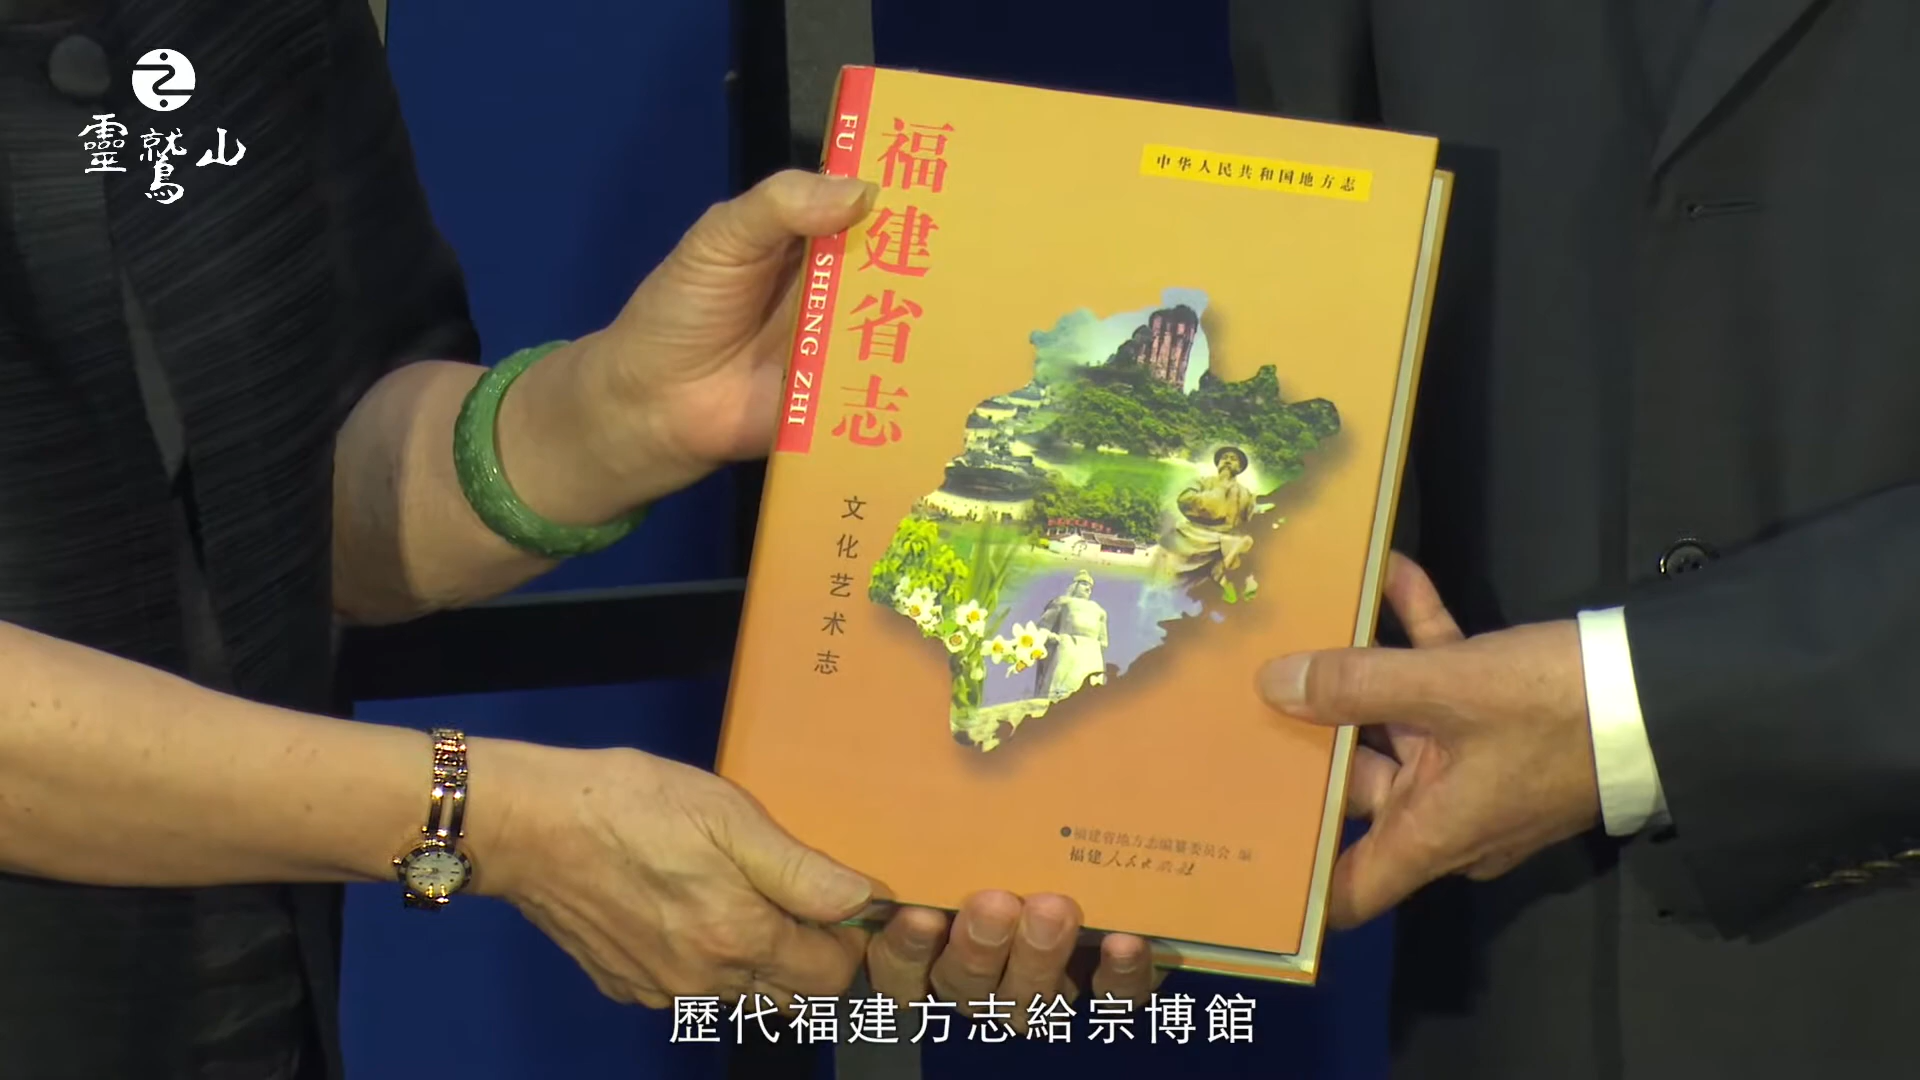 靈鷲山
FU
SHENG ZHI
福建省志
中华人民共和国地方志
文化艺术志
福建省地方志编纂委员会 编
福建人民出版社
歷代福建方志給宗博館